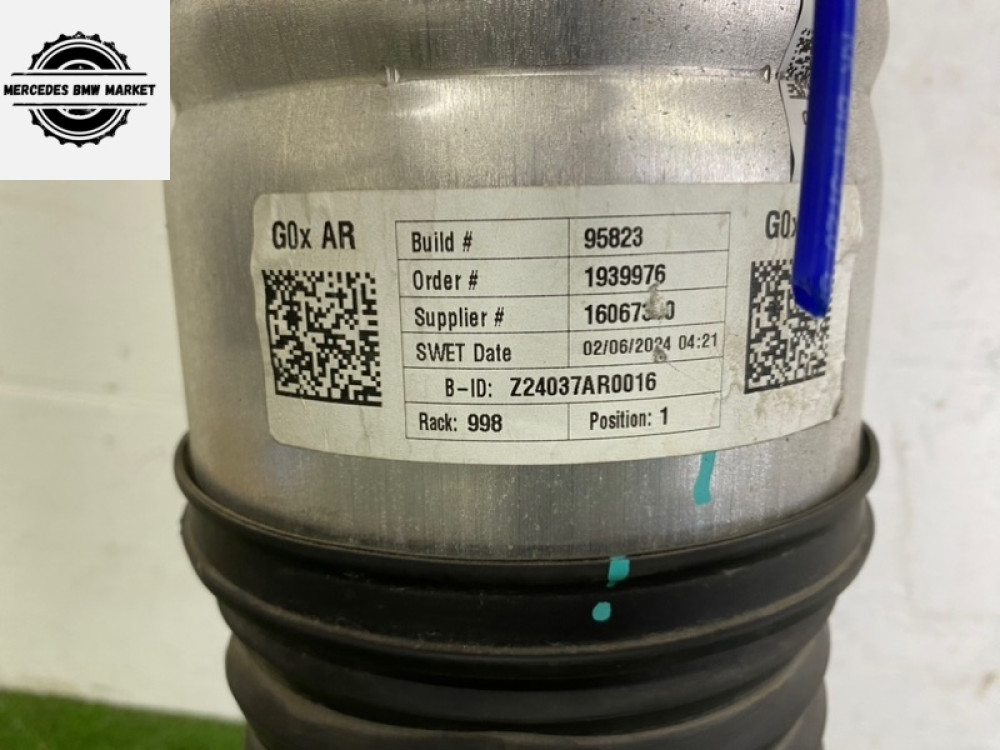 MERCEDES BMW MARKET
G0x AR
Build # 95823
Order # 1939976
Supplier #
SWET Date 02/06/2024 04:21
B-ID: Z24037AR0016
Rack: 998 Position: 1